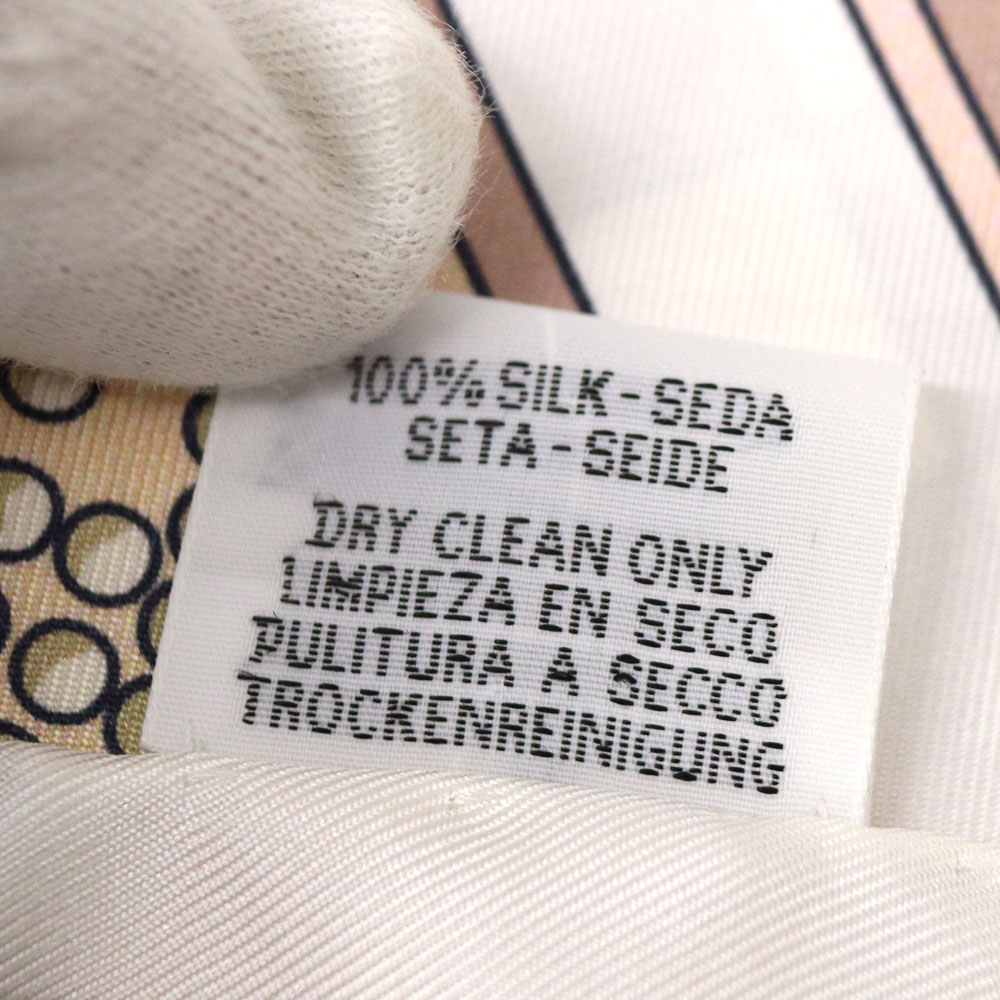 100% SILK - SEDA
SETA - SEIDE
DRY CLEAN ONLY
LIMPIEZA EN SECO
PULITURA A SECCO
TROCKENREINIGUNG